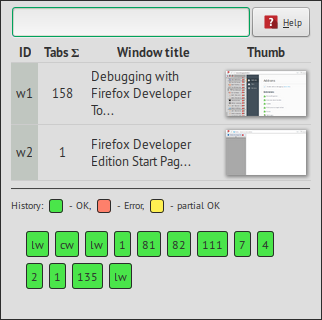 ? Help
ID Tabs Σ Window title Thumb
w1 158 Debugging with
Firefox Developer
To...
w2 1 Firefox Developer
Edition Start Pag...
History: - OK, - Error, - partial OK
lw cw lw 1 81 82 111 7 4
2 1 135 lw